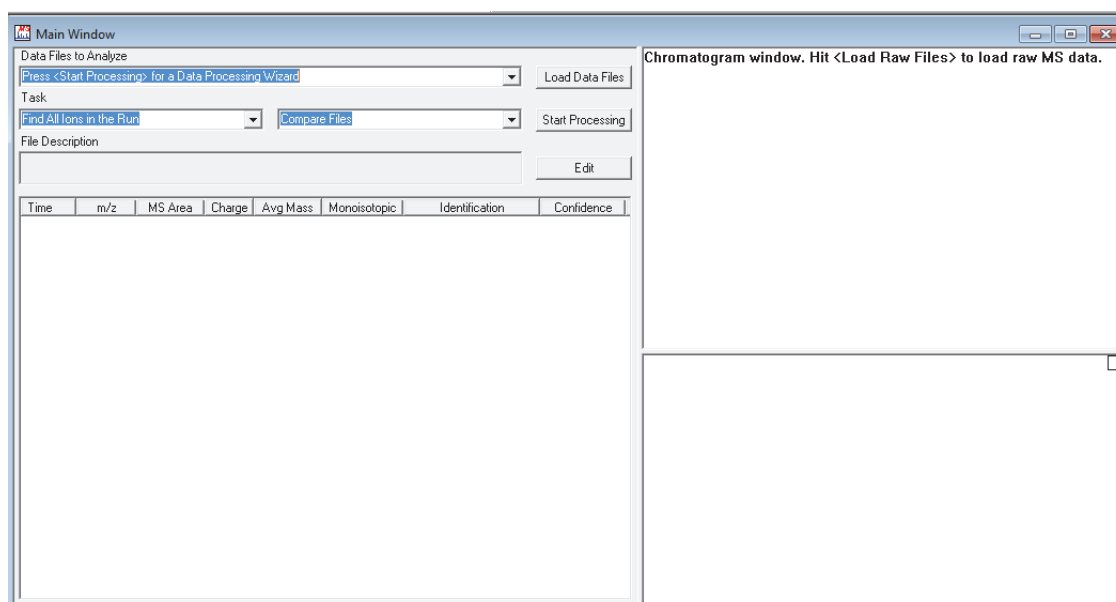 Main Window
Data Files to Analyze
Press <Start Processing> for a Data Processing Wizard
Load Data Files
Task
Find All Ions in the Run
Compare Files
Start Processing
File Description
Edit
Time m/z MS Area Charge Avg Mass Monoisotopic Identification Confidence
Chromatogram window. Hit <Load Raw Files> to load raw MS data.